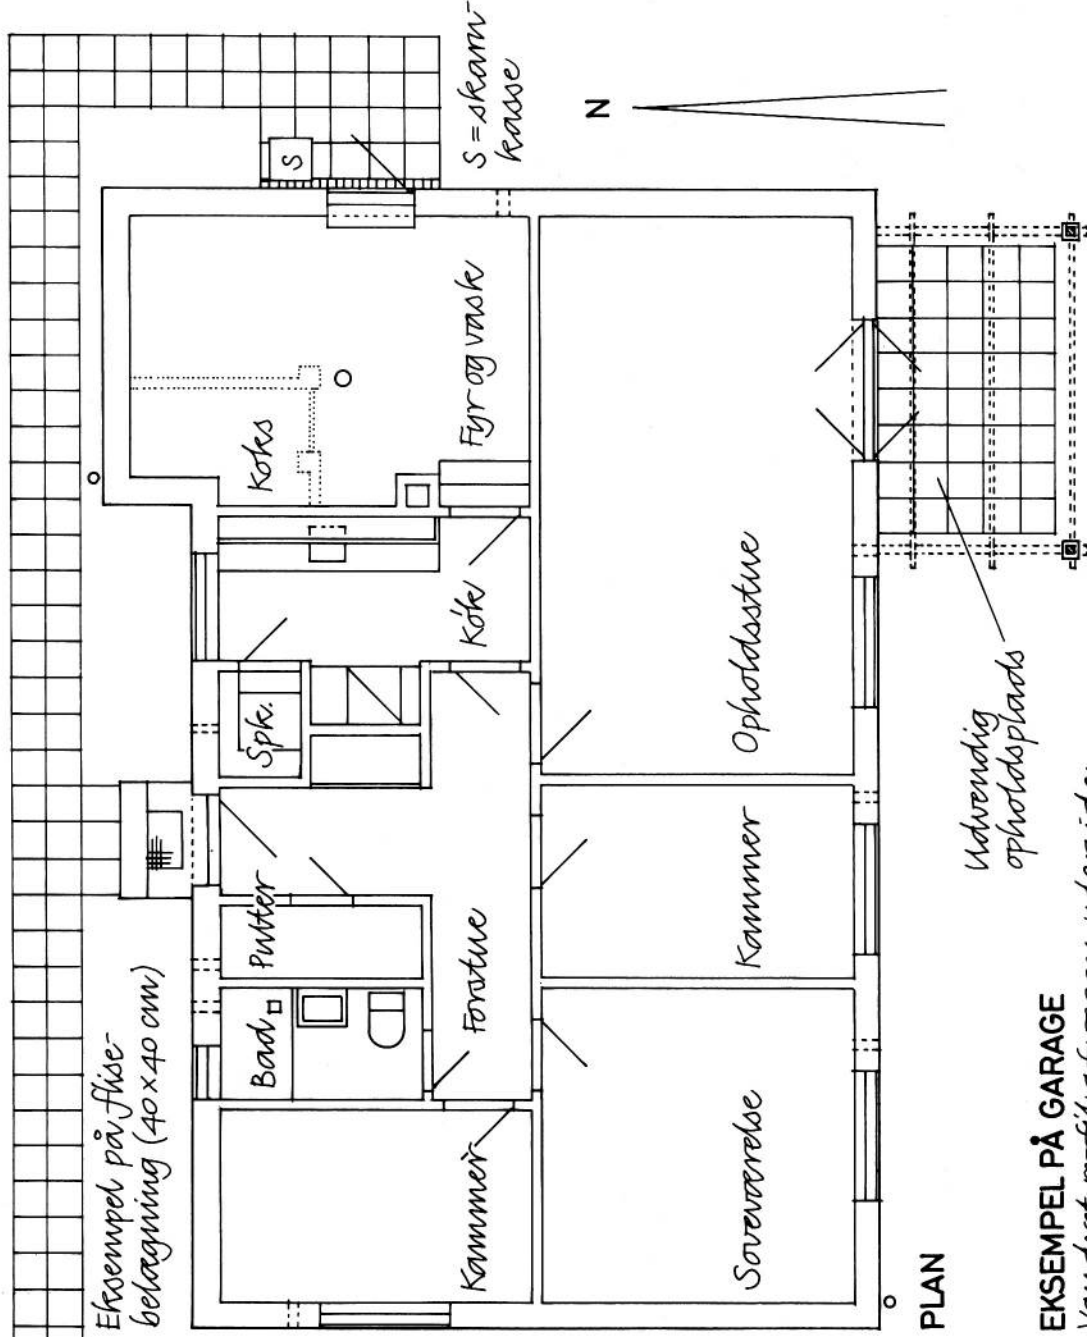 Eksempel på flise-
belægning (40 × 40 cm)
S
S = skarn-
kasse
N
Bad
Pulter
Spk.
Koks
Kammer
Forstue
Køk
Fyr og vask
Soveværelse
Kammer
Opholdsstue
Udvendig
opholdsplads
PLAN
EKSEMPEL PÅ GARAGE